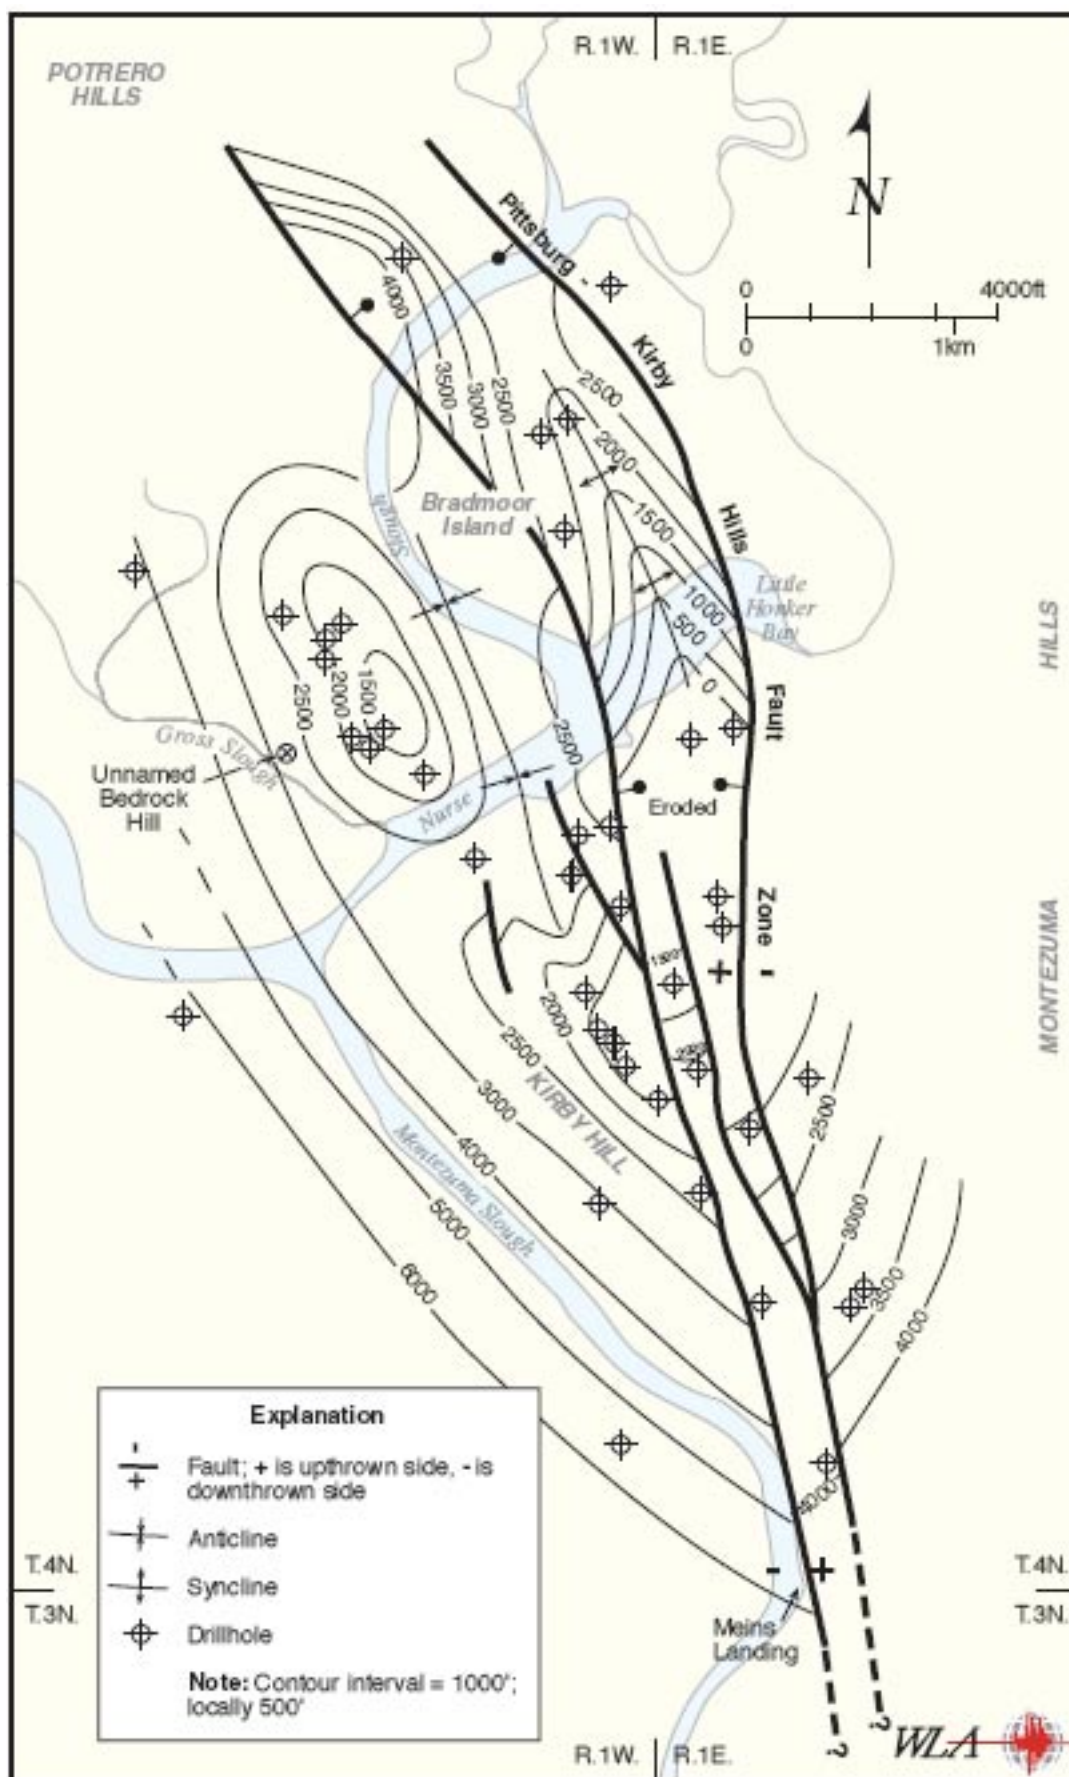 R.1W. R.1E.
POTRERO
HILLS
N
0 4000ft
0 1km
Pittsburg -
Kirby
Hills
Fault
Zone
4000
3500
3000
2500
2500
2000
1500
1000
500
0
Bradmoor
Island
Slough
Little
Honker
Bay
HILLS
MONTEZUMA
2500
2000
1500
2500
Gross Slough
Unnamed
Bedrock
Hill
Nurse
Eroded
+ -
2000
2500
KIRBY HILL
3000
4000
5000
6000
Montezuma Slough
2500
3000
3500
4000
4000
- +
Meins
Landing
T.4N.
T.3N.
T.4N.
T.3N.
Explanation
-
+
Fault; + is upthrown side, - is
downthrown side
Anticline
Syncline
Drillhole
Note: Contour interval = 1000';
locally 500'
? ?
R.1W. R.1E.
WLA